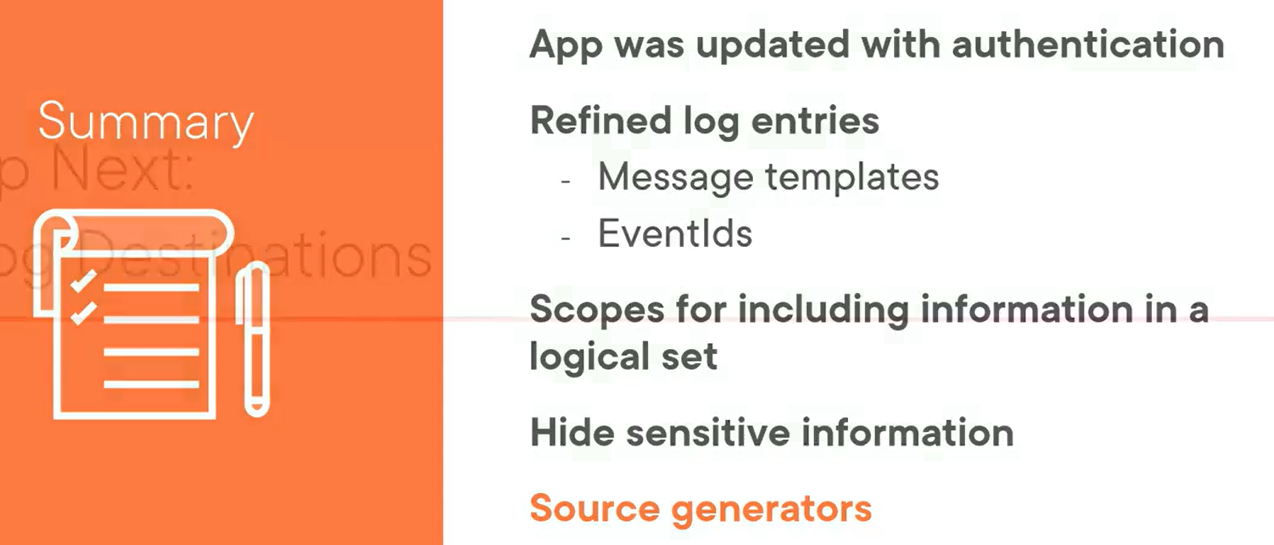 Summary
p Next:
og Destinations
App was updated with authentication
Refined log entries
- Message templates
- EventIds
Scopes for including information in a
logical set
Hide sensitive information
Source generators